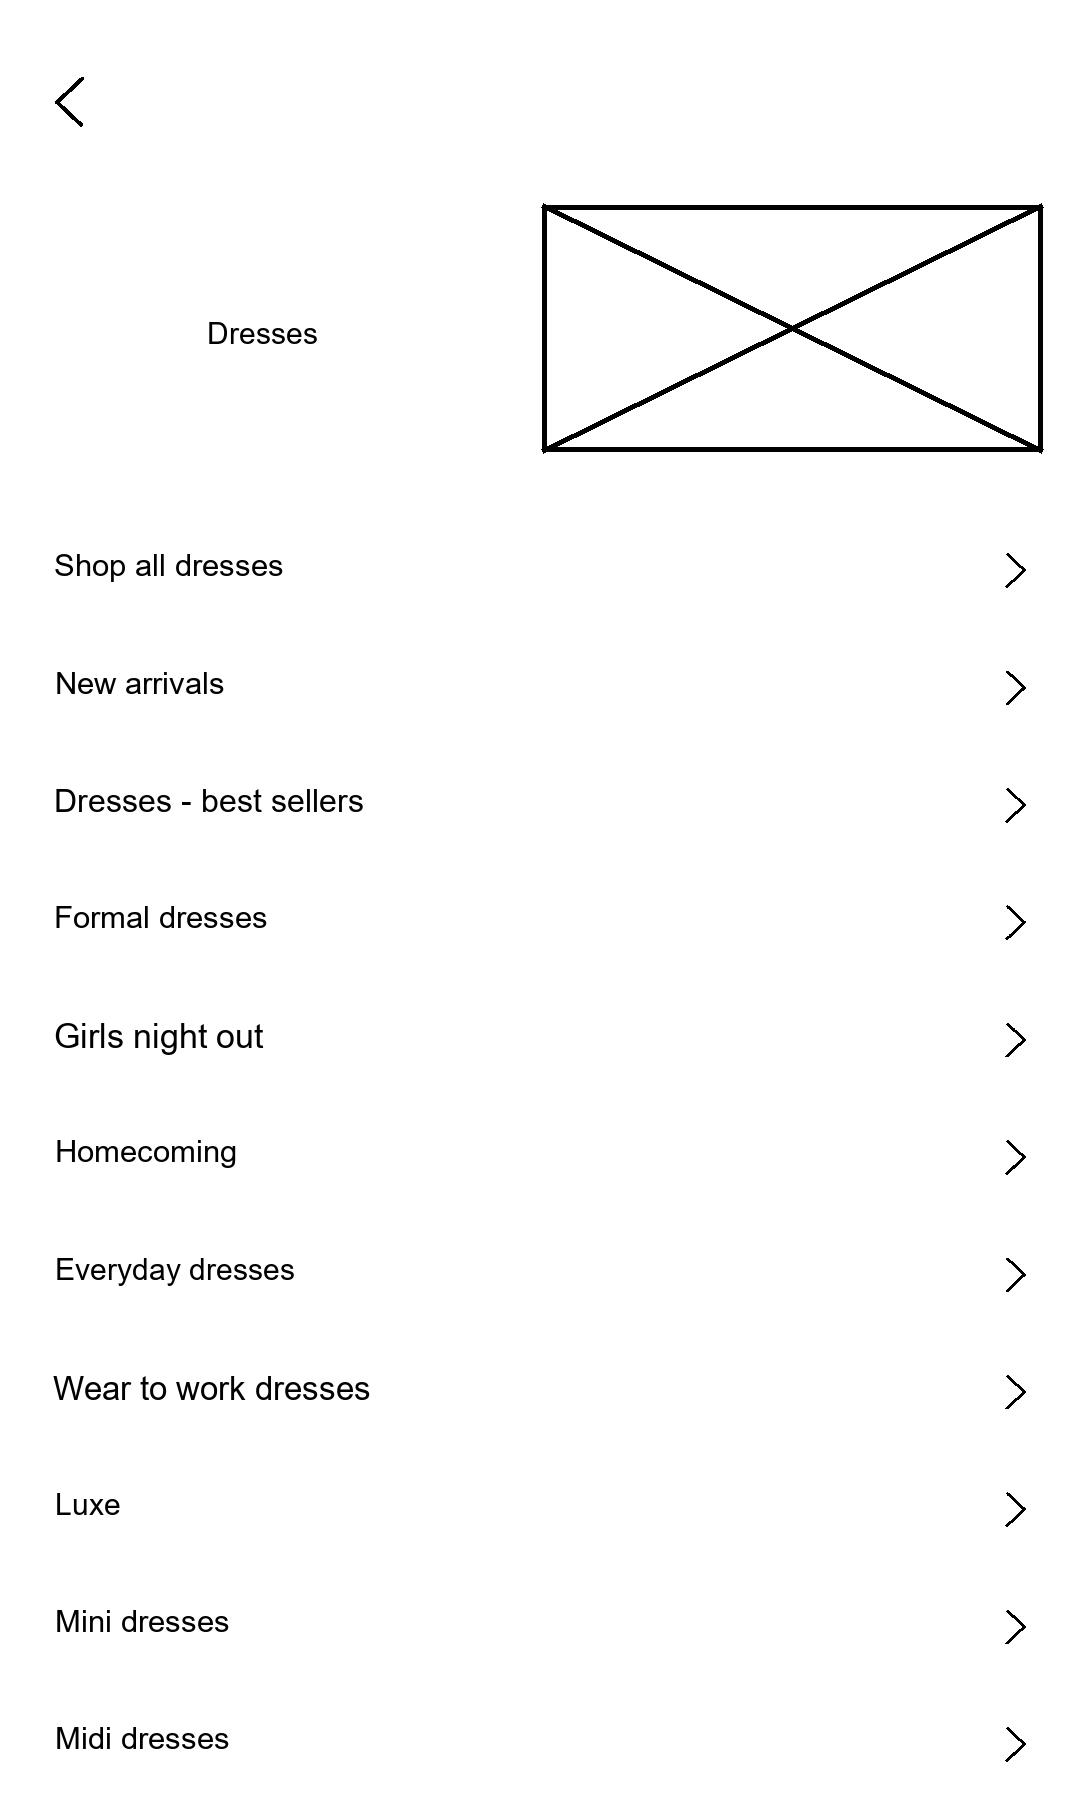 Dresses
Shop all dresses
New arrivals
Dresses - best sellers
Formal dresses
Girls night out
Homecoming
Everyday dresses
Wear to work dresses
Luxe
Mini dresses
Midi dresses